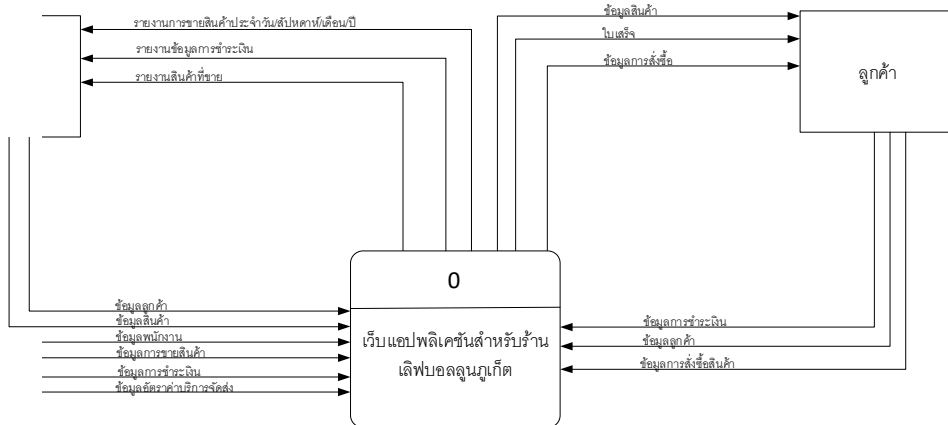 รายงานการขายสินค้าประจำวัน/สัปหดาห์/เดือน/ปี
รายงานข้อมูลการชำระเงิน
รายงานสินค้าที่ขาย
ข้อมูลสินค้า
ใบเสร็จ
ข้อมูลการสั่งซื้อ
ลูกค้า
0
เว็บแอปพลิเคชันสำหรับร้าน
เลิฟบอลลูนภูเก็ต
ข้อมูลลูกค้า
ข้อมูลสินค้า
ข้อมูลพนักงาน
ข้อมูลการขายสินค้า
ข้อมูลการชำระเงิน
ข้อมูลอัตราค่าบริการจัดส่ง
ข้อมูลการชำระเงิน
ข้อมูลลูกค้า
ข้อมูลการสั่งซื้อสินค้า